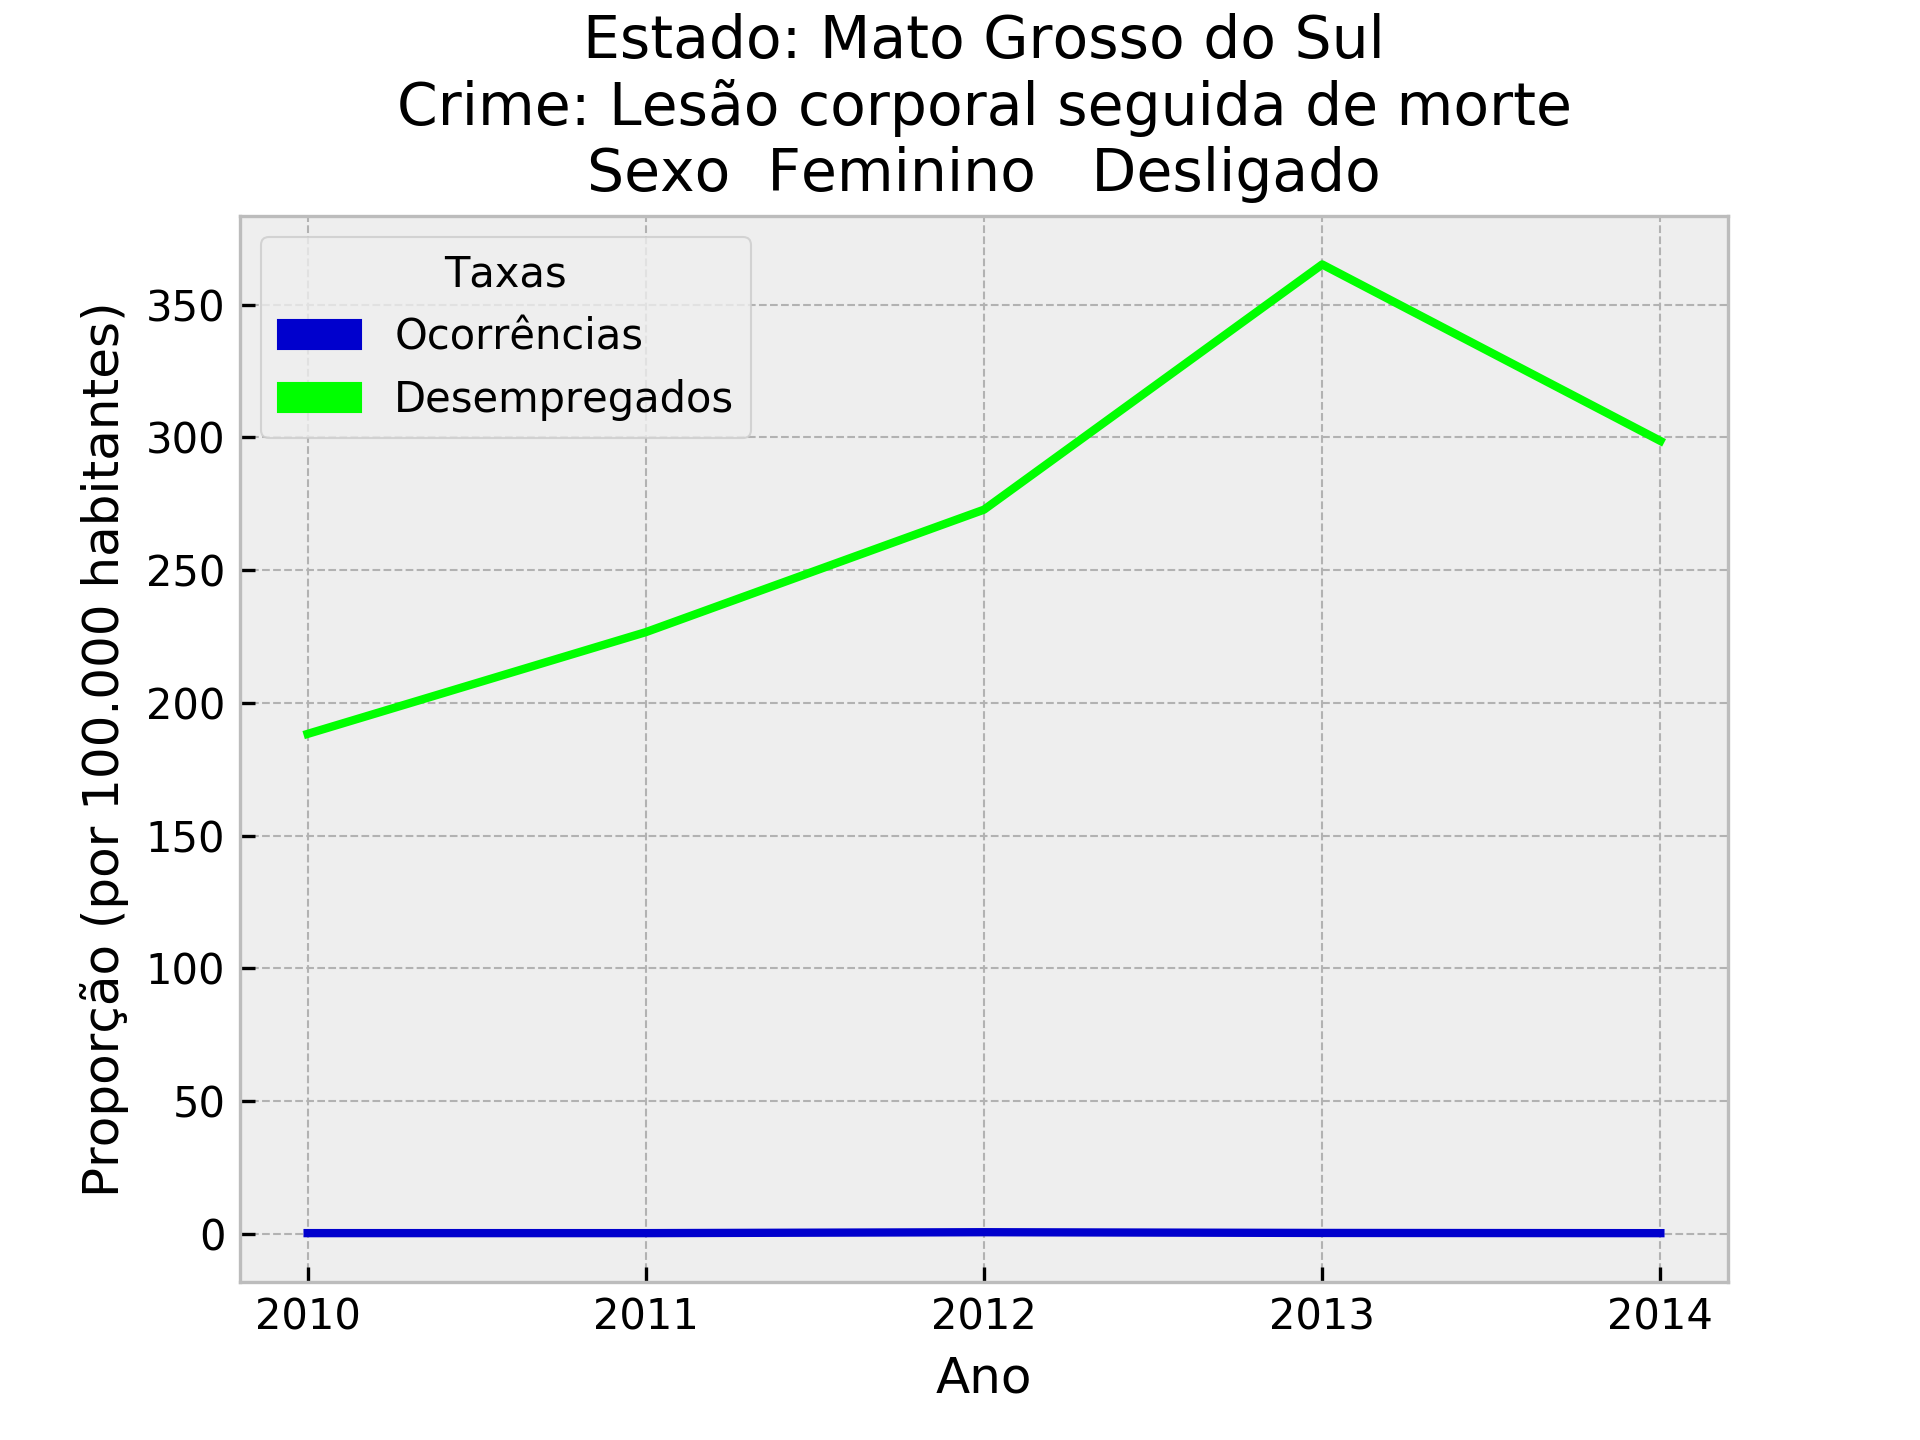 Estado: Mato Grosso do Sul
Crime: Lesão corporal seguida de morte
Sexo  Feminino   Desligado
Taxas
Ocorrências
Desempregados
Proporção (por 100.000 habitantes)
350
300
250
200
150
100
50
0
2010 2011 2012 2013 2014
Ano